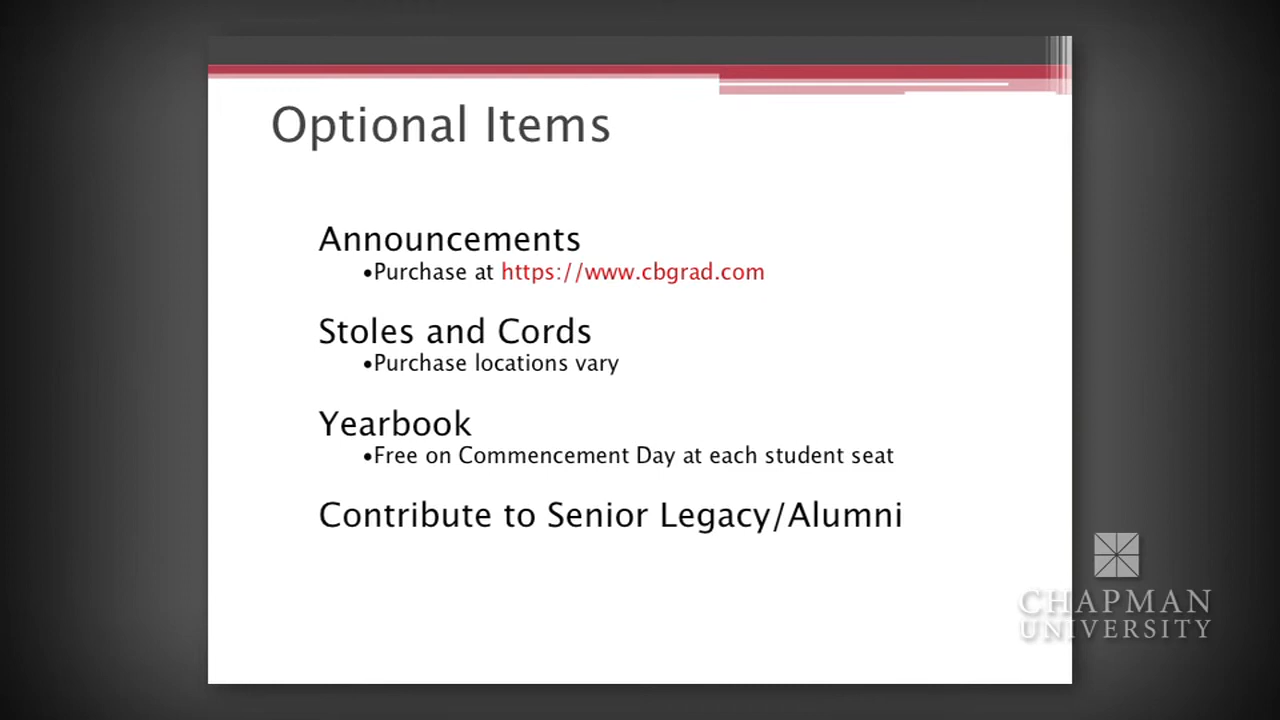 Optional Items
Announcements
•Purchase at https://www.cbgrad.com
Stoles and Cords
•Purchase locations vary
Yearbook
•Free on Commencement Day at each student seat
Contribute to Senior Legacy/Alumni
CHAPMAN
UNIVERSITY